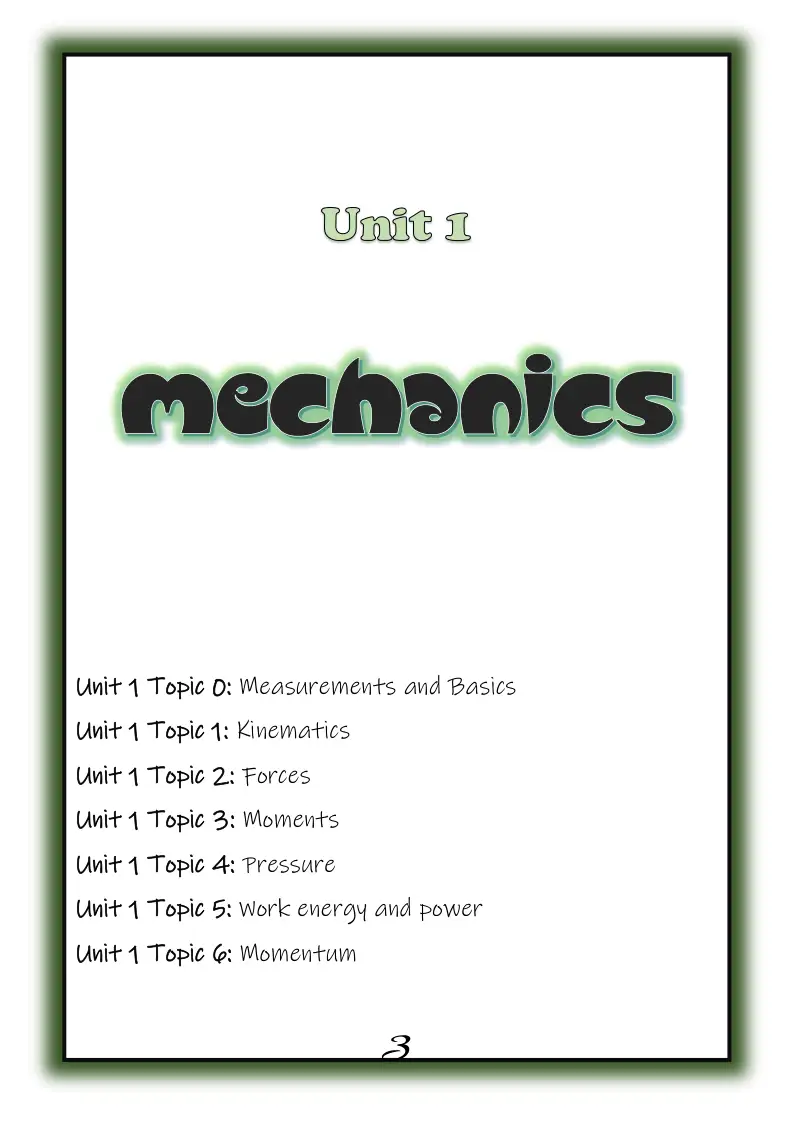 Unit 1
mechanics
Unit 1 Topic 0: Measurements and Basics
Unit 1 Topic 1: Kinematics
Unit 1 Topic 2: Forces
Unit 1 Topic 3: Moments
Unit 1 Topic 4: Pressure
Unit 1 Topic 5: Work energy and power
Unit 1 Topic 6: Momentum
3